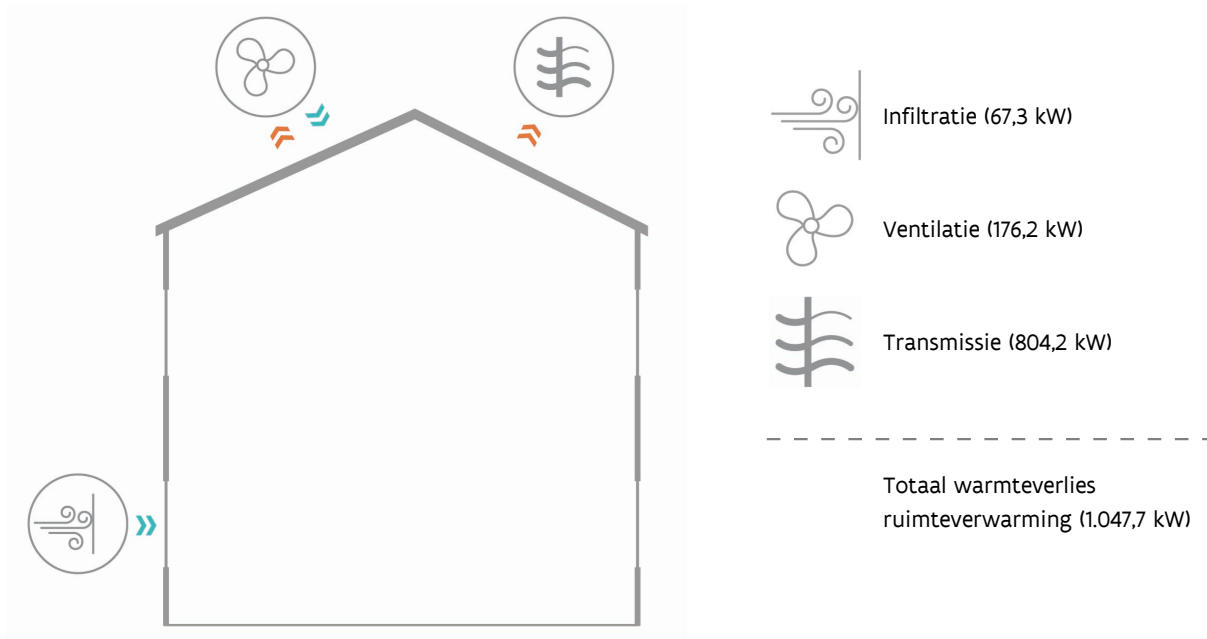 Infiltratie (67,3 kW)
Ventilatie (176,2 kW)
Transmissie (804,2 kW)
Totaal warmteverlies
ruimteverwarming (1.047,7 kW)